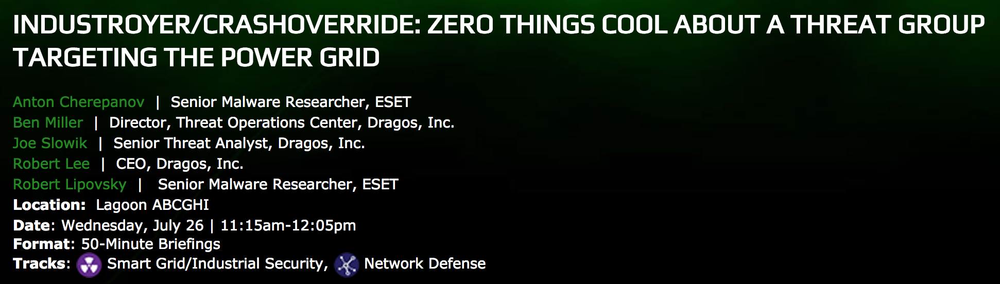 INDUSTROYER/CRASHOVERRIDE: ZERO THINGS COOL ABOUT A THREAT GROUP
TARGETING THE POWER GRID
Anton Cherepanov | Senior Malware Researcher, ESET
Ben Miller | Director, Threat Operations Center, Dragos, Inc.
Joe Slowik | Senior Threat Analyst, Dragos, Inc.
Robert Lee | CEO, Dragos, Inc.
Robert Lipovsky | Senior Malware Researcher, ESET
Location: Lagoon ABCGHI
Date: Wednesday, July 26 | 11:15am-12:05pm
Format: 50-Minute Briefings
Tracks: Smart Grid/Industrial Security, Network Defense